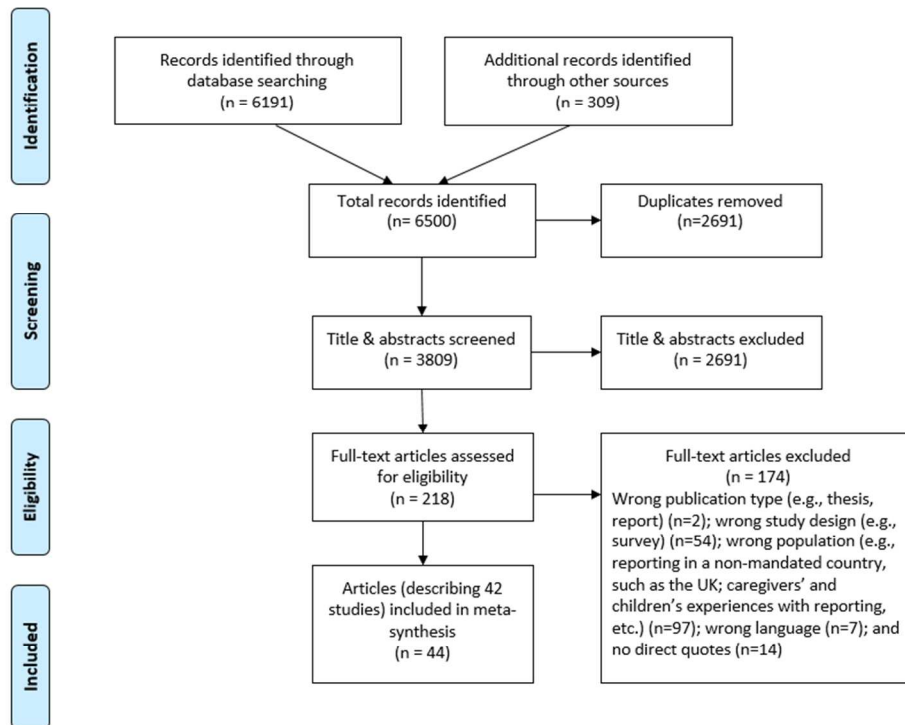 Identification
Records identified through
database searching
(n = 6191)
Additional records identified
through other sources
(n = 309)
Total records identified
(n= 6500)
Duplicates removed
(n=2691)
Screening
Title & abstracts screened
n = 3809)
Title & abstracts excluded
n = 2691)
Eligibility
Full-text articles assessed
for eligibility
(n = 218)
Full-text articles excluded
(n = 174)
Wrong publication type (e.g., thesis,
report) (n=2); wrong study design (e.g.,
survey) (n=54); wrong population (e.g.,
reporting in a non-mandated country,
such as the UK; caregivers’ and
children’s experiences with reporting,
etc.) (n=97); wrong language (n=7); and
no direct quotes (n=14)
Included
Articles (describing 42
studies) included in meta-
synthesis
(n = 44)